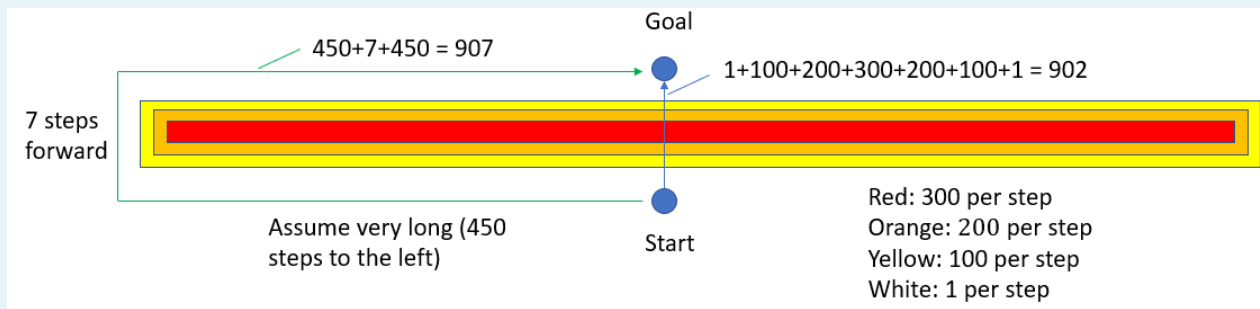 Goal
450+7+450 = 907
1+100+200+300+200+100+1 = 902
7 steps
forward
Assume very long (450
steps to the left)
Start
Red: 300 per step
Orange: 200 per step
Yellow: 100 per step
White: 1 per step